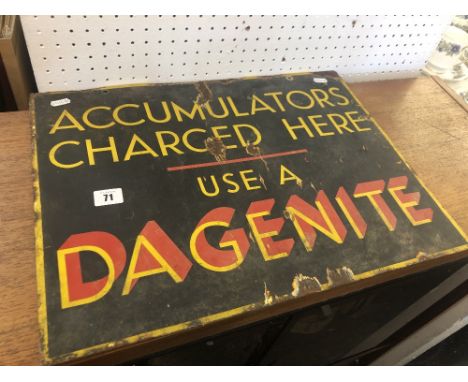 ACCUMULATORS
CHARGED HERE
USE A
DAGENITE
71